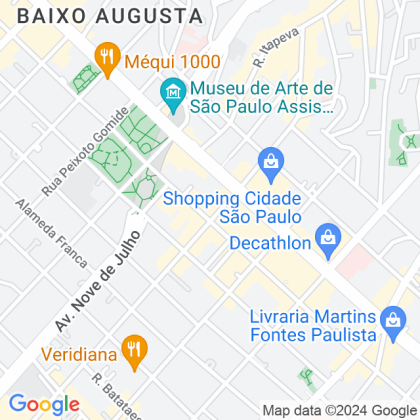 BAIXO AUGUSTA
R. Itapeva
Méqui 1000
Museu de Arte de
São Paulo Assis...
Rua Peixoto Gomide
Shopping Cidade
São Paulo
Alameda Franca
Decathlon
Av. Nove de Julho
Livraria Martins
Fontes Paulista
Veridiana
R. Batataes
Google
Map data ©2024 Google